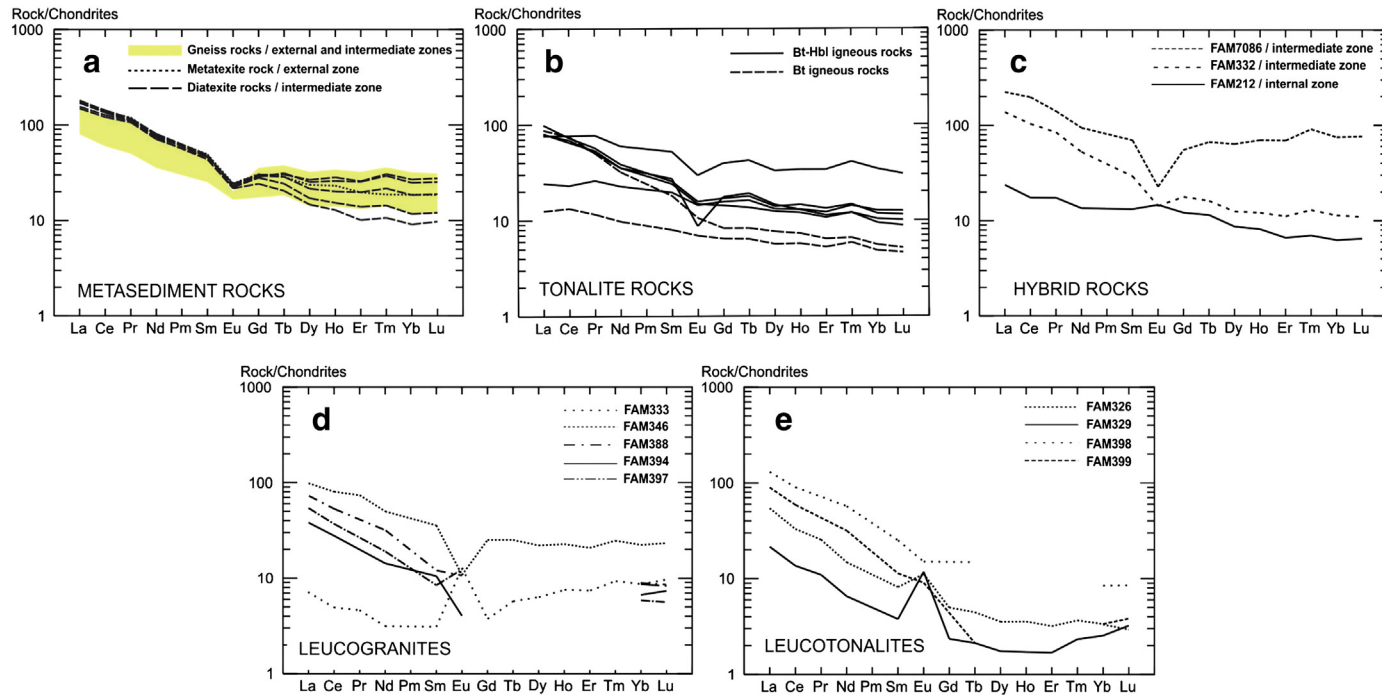 Rock/Chondrites
1000
100
10
1
a
Gneiss rocks / external and intermediate zones
Metatexite rock / external zone
Diatexite rocks / intermediate zone
METASEDIMENT ROCKS
La Ce Pr Nd Pm Sm Eu Gd Tb Dy Ho Er Tm Yb Lu
Rock/Chondrites
1000
100
10
1
b
Bt-Hbl igneous rocks
Bt igneous rocks
TONALITE ROCKS
La Ce Pr Nd Pm Sm Eu Gd Tb Dy Ho Er Tm Yb Lu
Rock/Chondrites
1000
100
10
1
c
FAM7086 / intermediate zone
FAM332 / intermediate zone
FAM212 / internal zone
HYBRID ROCKS
La Ce Pr Nd Pm Sm Eu Gd Tb Dy Ho Er Tm Yb Lu
Rock/Chondrites
1000
100
10
1
d
FAM333
FAM346
FAM388
FAM394
FAM397
LEUCOGRANITES
La Ce Pr Nd Pm Sm Eu Gd Tb Dy Ho Er Tm Yb Lu
Rock/Chondrites
1000
100
10
1
e
FAM326
FAM329
FAM398
FAM399
LEUCOTONALITES
La Ce Pr Nd Pm Sm Eu Gd Tb Dy Ho Er Tm Yb Lu